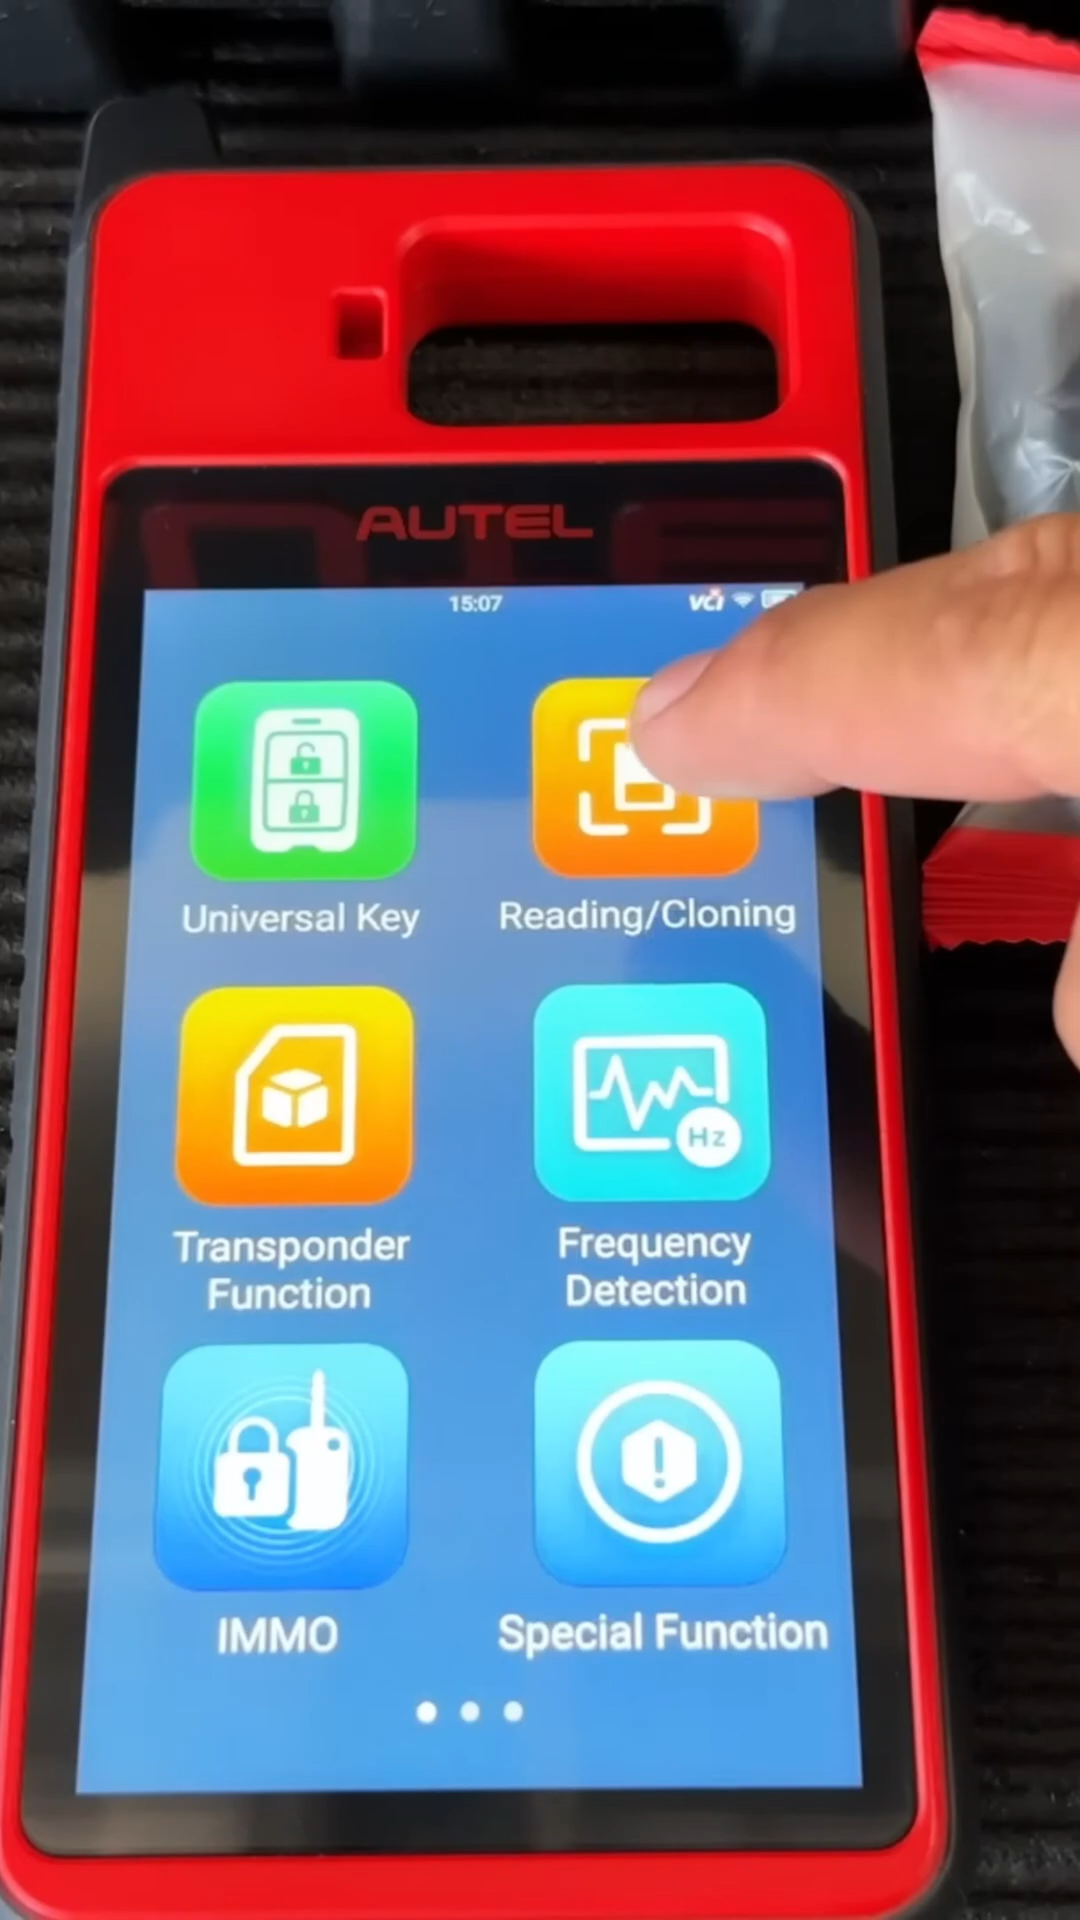 AUTEL
15:07
VCI
Universal Key
Reading/Cloning
Hz
Transponder
Function
Frequency
Detection
IMMO
Special Function